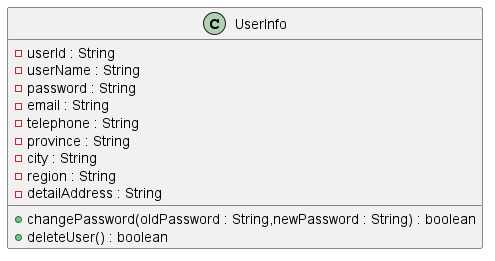 C UserInfo
userId : String
userName : String
password : String
email : String
telephone : String
province : String
city : String
region : String
detailAddress : String
changePassword(oldPassword : String,newPassword : String) : boolean
deleteUser() : boolean